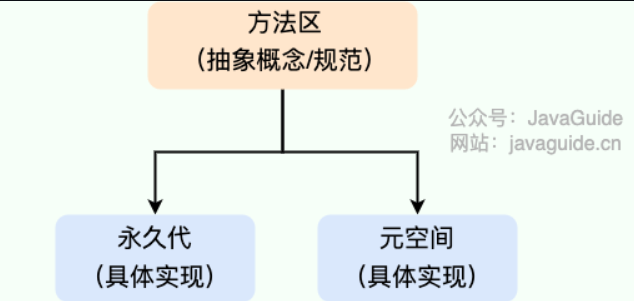 方法区
（抽象概念/规范）
公众号：JavaGuide
网站：javaguide.cn
永久代
（具体实现）
元空间
（具体实现）